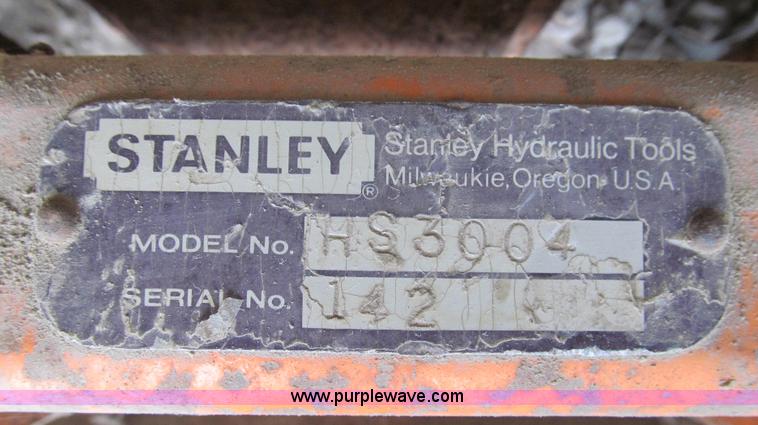 STANLEY
®
Stanley Hydraulic Tools
Milwaukie, Oregon, U.S.A.
MODEL No. HS3004
SERIAL No. 142
www.purplewave.com